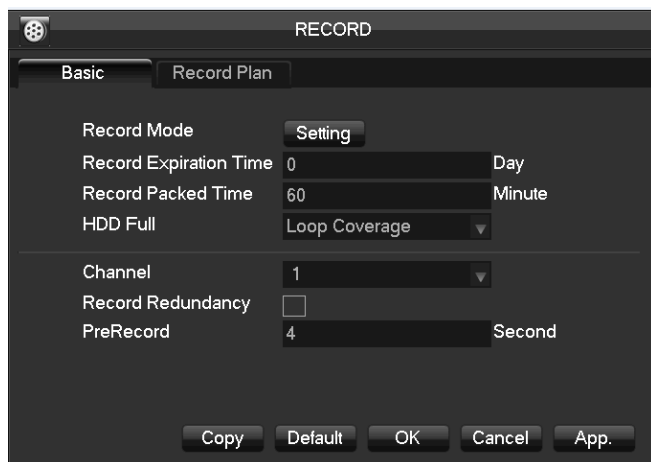 RECORD
Basic Record Plan
Record Mode Setting
Record Expiration Time 0 Day
Record Packed Time 60 Minute
HDD Full Loop Coverage
Channel 1
Record Redundancy
PreRecord 4 Second
Copy Default OK Cancel App.